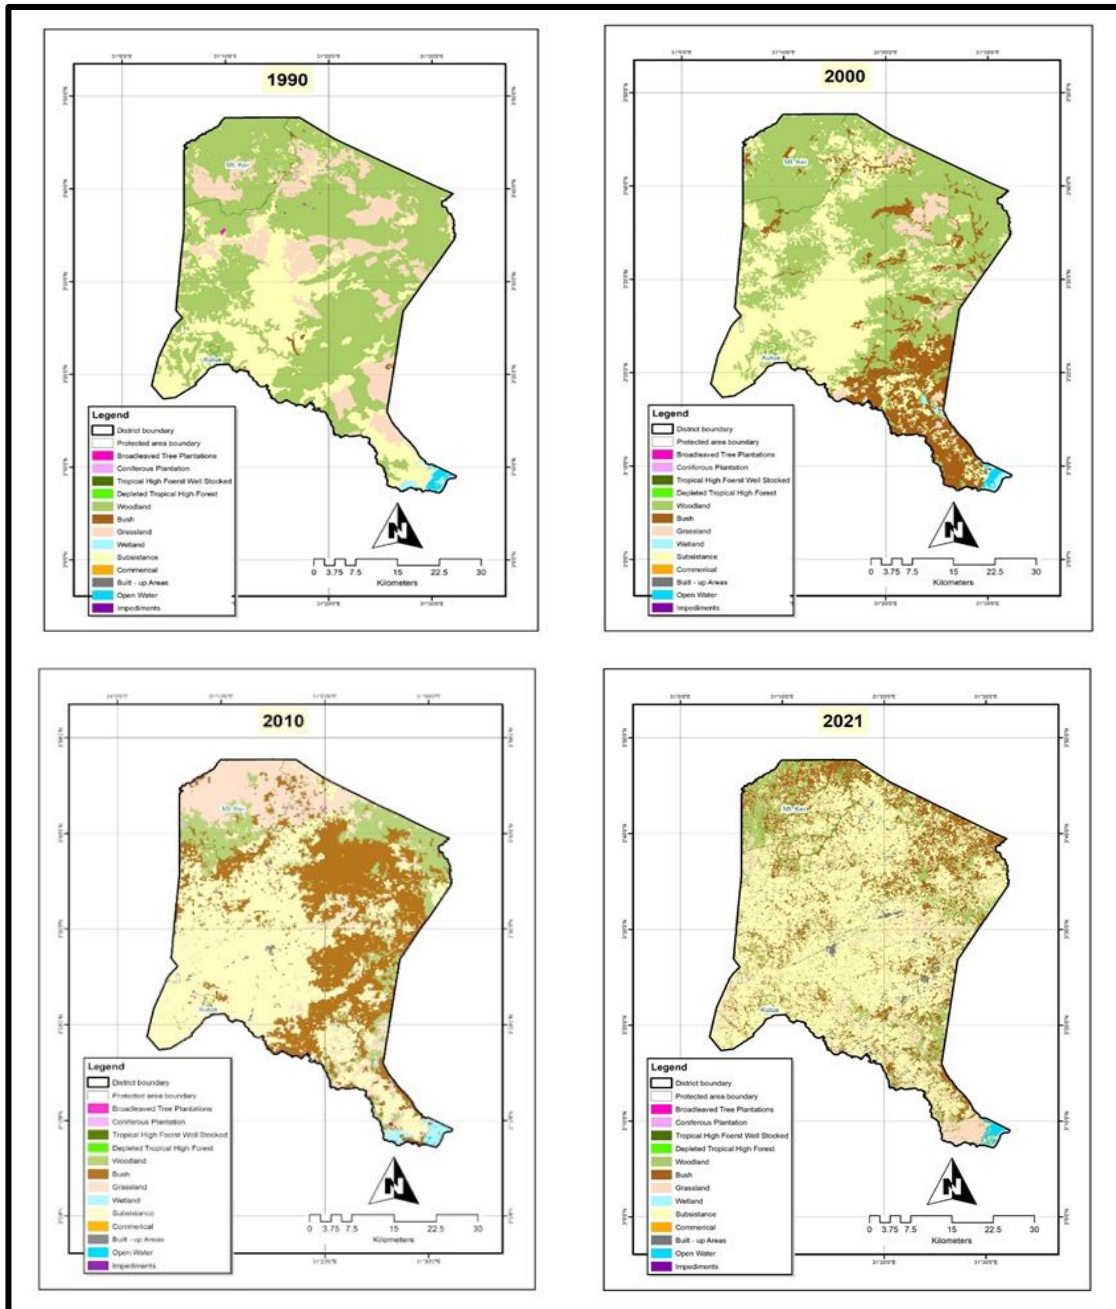 1990
Mt. Kei
Kulua
Legend
District boundary
Protected area boundary
Broadleaved Tree Plantations
Coniferous Plantation
Tropical High Foerst Well Stocked
Depleted Tropical High Forest
Woodland
Bush
Grassland
Wetland
Subsistance
Commerical
Built - up Areas
Open Water
Impediments
N
0 3.75 7.5 15 22.5 30
Kilometers
2000
Mt. Kei
Kulua
Legend
District boundary
Protected area boundary
Broadleaved Tree Plantations
Coniferous Plantation
Tropical High Foerst Well Stocked
Depleted Tropical High Forest
Woodland
Bush
Grassland
Wetland
Subsistance
Commerical
Built - up Areas
Open Water
Impediments
N
0 3.75 7.5 15 22.5 30
Kilometers
2010
Mt. Kei
Kulua
Legend
District boundary
Protected area boundary
Broadleaved Tree Plantations
Coniferous Plantation
Tropical High Foerst Well Stocked
Depleted Tropical High Forest
Woodland
Bush
Grassland
Wetland
Subsistance
Commerical
Built - up Areas
Open Water
Impediments
N
0 3.75 7.5 15 22.5 30
Kilometers
2021
Mt. Kei
Kulua
Legend
District boundary
Protected area boundary
Broadleaved Tree Plantations
Coniferous Plantation
Tropical High Foerst Well Stocked
Depleted Tropical High Forest
Woodland
Bush
Grassland
Wetland
Subsistance
Commerical
Built - up Areas
Open Water
Impediments
N
0 3.75 7.5 15 22.5 30
Kilometers